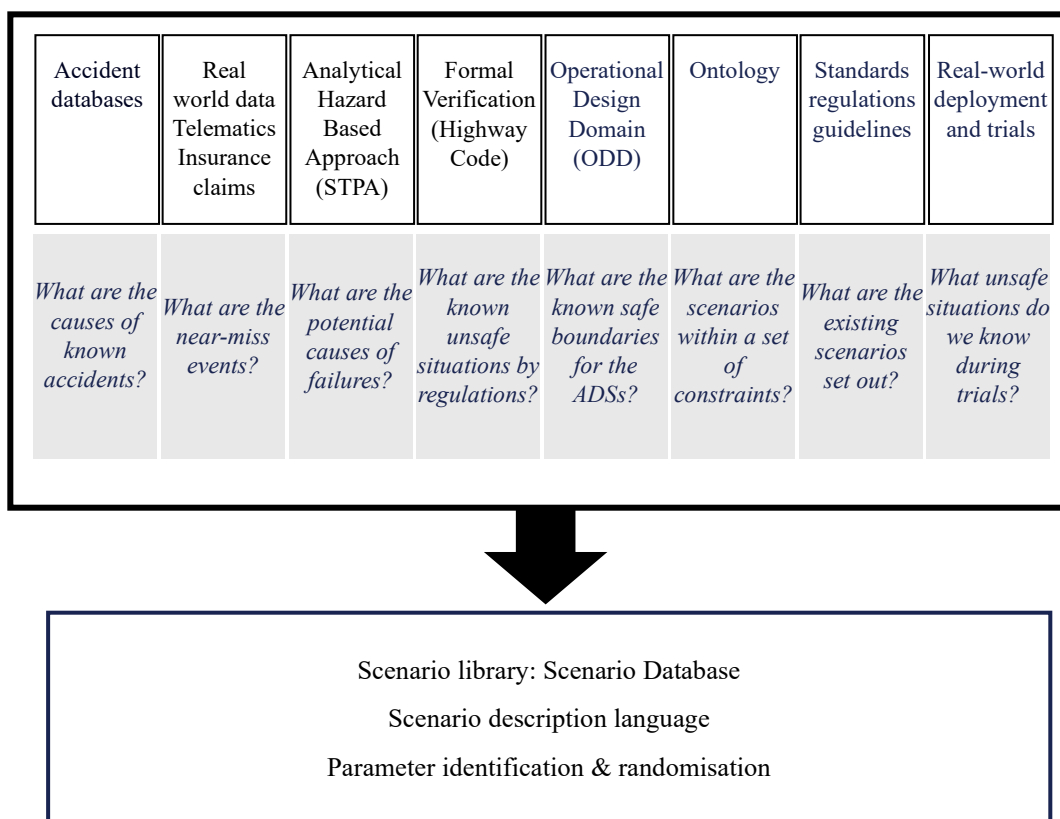 Accident
databases
Real
world data
Telematics
Insurance
claims
Analytical
Hazard
Based
Approach
(STPA)
Formal
Verification
(Highway
Code)
Operational
Design
Domain
(ODD)
Ontology
Standards
regulations
guidelines
Real-world
deployment
and trials
What are the
causes of
known
accidents?
What are the
near-miss
events?
What are the
potential
causes of
failures?
What are the
known
unsafe
situations by
regulations?
What are the
known safe
boundaries
for the
ADSs?
What are the
scenarios
within a set
of
constraints?
What are the
existing
scenarios
set out?
What unsafe
situations do
we know
during
trials?
Scenario library: Scenario Database
Scenario description language
Parameter identification & randomisation